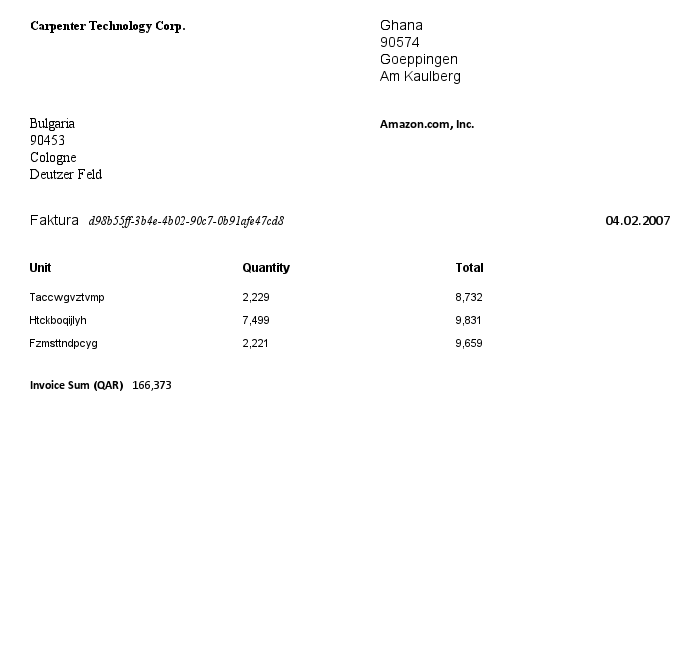 Carpenter Technology Corp.
Ghana
90574
Goeppingen
Am Kaulberg
Bulgaria
90453
Cologne
Deutzer Feld
Amazon.com, Inc.
Faktura d98b55ff-3b4e-4b02-90c7-0b91afe47cd8 04.02.2007
Unit Quantity Total
Taccwgvztvmp 2,229 8,732
Htckboqijlyh 7,499 9,831
Fzmsttndpcyg 2,221 9,659
Invoice Sum (QAR) 166,373